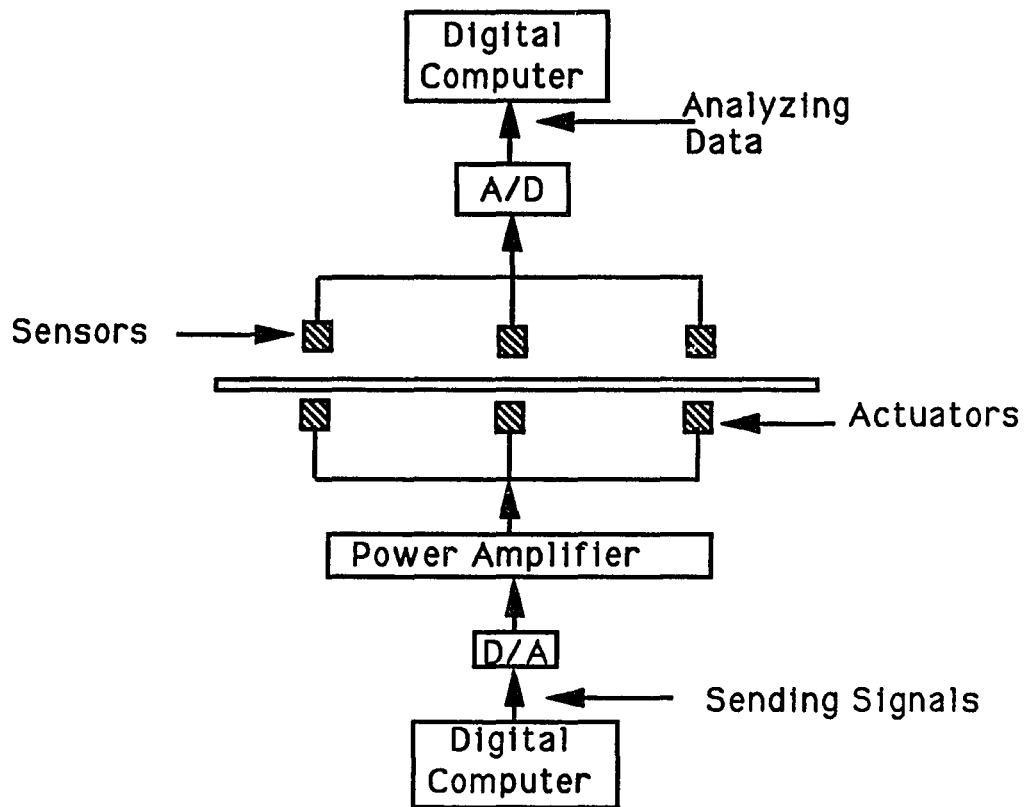 Digital
Computer
Analyzing
Data
A/D
Sensors
Actuators
Power Amplifier
D/A
Sending Signals
Digital
Computer